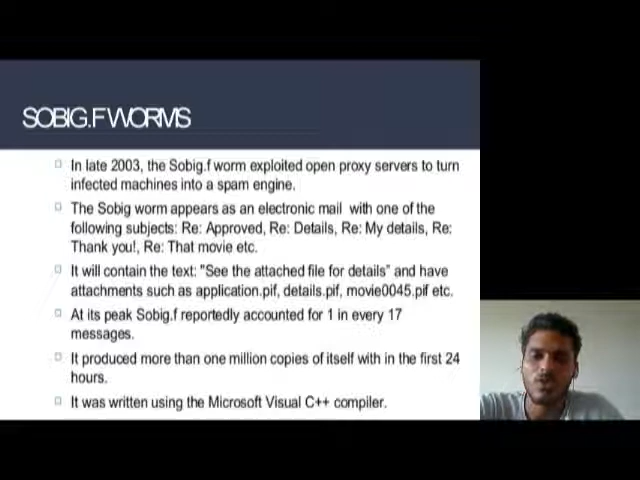 SOBIG.F WORMS
In late 2003, the Sobig.f worm exploited open proxy servers to turn
infected machines into a spam engine.
The Sobig worm appears as an electronic mail with one of the
following subjects: Re: Approved, Re: Details, Re: My details, Re:
Thank you!, Re: That movie etc.
It will contain the text: "See the attached file for details" and have
attachments such as application.pif, details.pif, movie0045.pif etc.
At its peak Sobig.f reportedly accounted for 1 in every 17
messages.
It produced more than one million copies of itself with in the first 24
hours.
It was written using the Microsoft Visual C++ compiler.